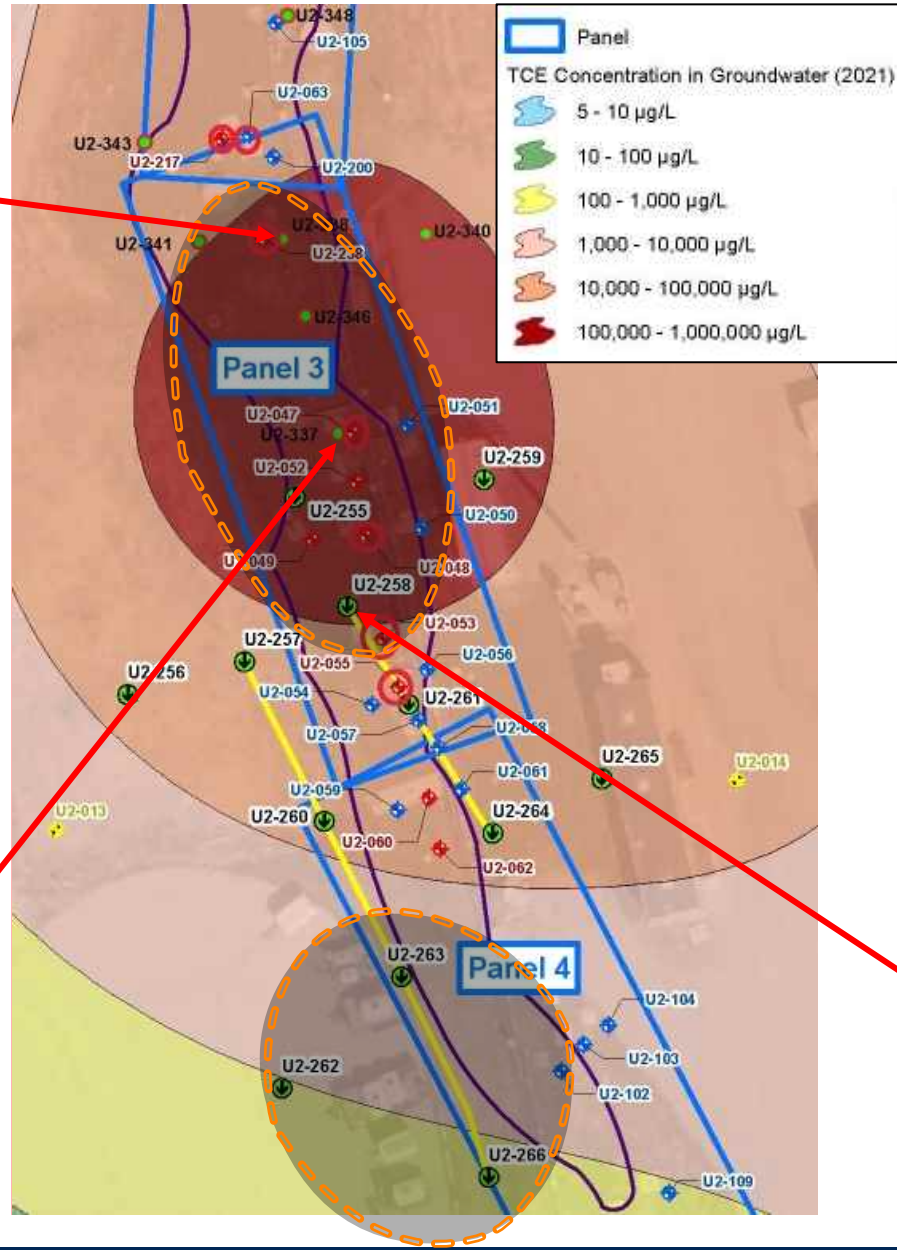 Panel
TCE Concentration in Groundwater (2021)
5 - 10 µg/L
10 - 100 µg/L
100 - 1,000 µg/L
1,000 - 10,000 µg/L
10,000 - 100,000 µg/L
100,000 - 1,000,000 µg/L
U2-348
U2-105
U2-063
U2-343
U2-217
U2-200
U2-341
U2-238
U2-340
U2-346
Panel 3
U2-047
U2-051
U2-337
U2-052
U2-259
U2-255
U2-050
U2-049
U2-048
U2-258
U2-053
U2-257
U2-055
U2-056
U2-256
U2-054
U2-261
U2-057
U2-058
U2-265
U2-014
U2-059
U2-061
U2-013
U2-260
U2-060
U2-264
U2-062
U2-263
Panel 4
U2-104
U2-103
U2-262
U2-102
U2-266
U2-109